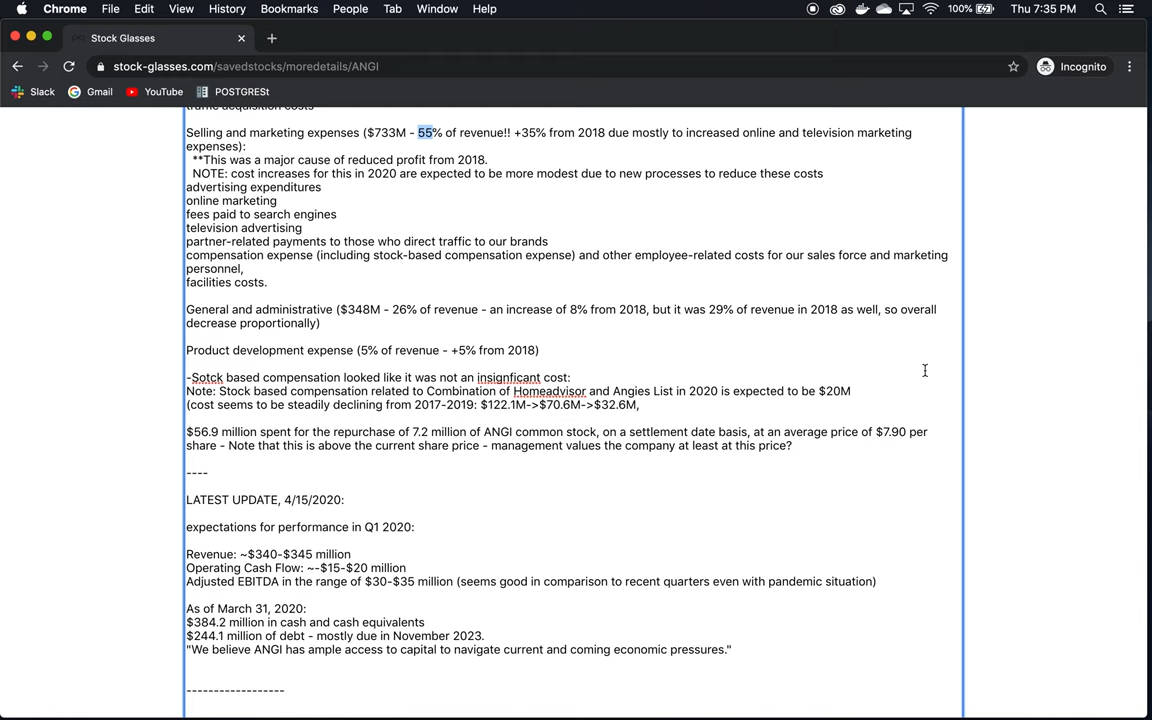 Chrome File Edit View History Bookmarks People Tab Window Help 100% Thu 7:35 PM
Stock Glasses
stock-glasses.com/savedstocks/moredetails/ANGI Incognito
Slack Gmail YouTube POSTGRESt
traffic acquisition costs
Selling and marketing expenses ($733M - 55% of revenue!! +35% from 2018 due mostly to increased online and television marketing
expenses):
**This was a major cause of reduced profit from 2018.
NOTE: cost increases for this in 2020 are expected to be more modest due to new processes to reduce these costs
advertising expenditures
online marketing
fees paid to search engines
television advertising
partner-related payments to those who direct traffic to our brands
compensation expense (including stock-based compensation expense) and other employee-related costs for our sales force and marketing
personnel,
facilities costs.
General and administrative ($348M - 26% of revenue - an increase of 8% from 2018, but it was 29% of revenue in 2018 as well, so overall
decrease proportionally)
Product development expense (5% of revenue - +5% from 2018)
-Sotck based compensation looked like it was not an insignficant cost:
Note: Stock based compensation related to Combination of Homeadvisor and Angies List in 2020 is expected to be $20M
(cost seems to be steadily declining from 2017-2019: $122.1M->$70.6M->$32.6M,
$56.9 million spent for the repurchase of 7.2 million of ANGI common stock, on a settlement date basis, at an average price of $7.90 per
share - Note that this is above the current share price - management values the company at least at this price?
----
LATEST UPDATE, 4/15/2020:
expectations for performance in Q1 2020:
Revenue: ~$340-$345 million
Operating Cash Flow: ~-$15-$20 million
Adjusted EBITDA in the range of $30-$35 million (seems good in comparison to recent quarters even with pandemic situation)
As of March 31, 2020:
$384.2 million in cash and cash equivalents
$244.1 million of debt - mostly due in November 2023.
"We believe ANGI has ample access to capital to navigate current and coming economic pressures."
------------------